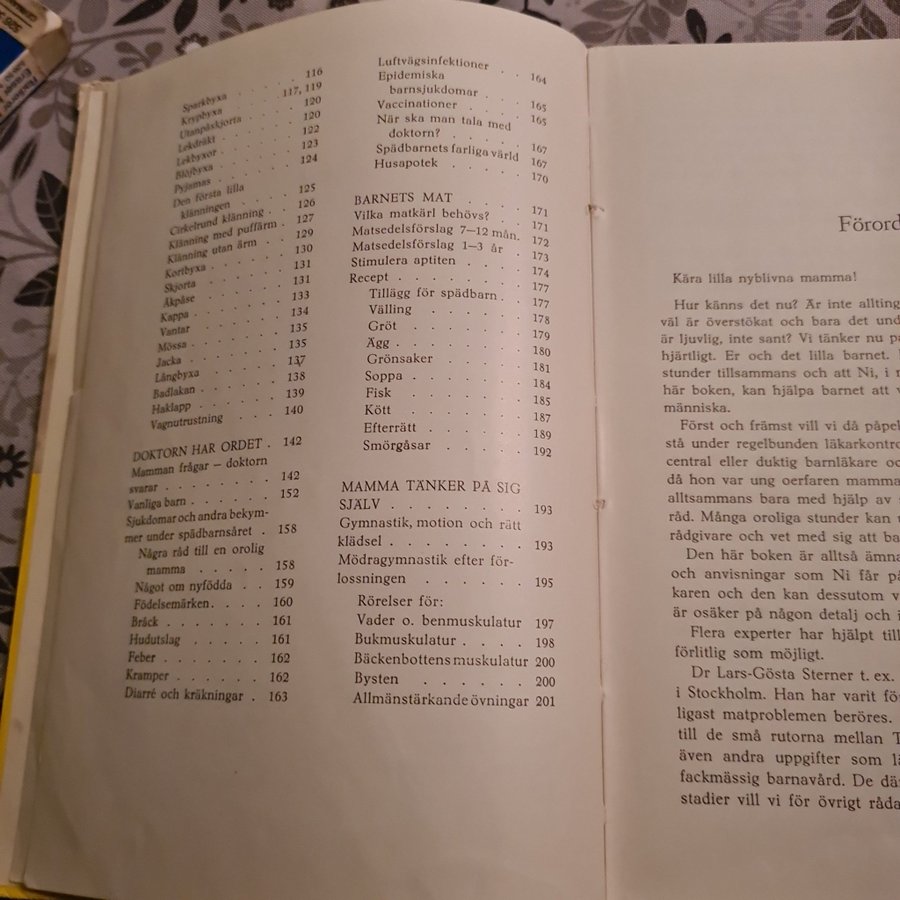 Sparkbyxa . . . . . 116
Krypbyxa . . . . 117, 119
Utanpåskjorta . . . . 120
Lekdräkt . . . . . 120
Lekbyxor . . . . . 122
Blöjbyxa . . . . . 123
Pyjamas . . . . . 124
Den första lilla
klänningen . . . . 125
Cirkelrund klänning . . 126
Klänning med puffärm . 127
Klänning utan ärm . . 129
Kortbyxa . . . . . 130
Skjorta . . . . . 131
Åkpåse . . . . . 131
Kappa . . . . . 133
Vantar . . . . . 134
Mössa . . . . . 135
Jacka . . . . . 135
Långbyxa . . . . . 137
Badlakan . . . . . 138
Haklapp . . . . . 139
Vagnutrustning . . . 140
DOKTORN HAR ORDET . 142
Mamman frågar – doktorn
svarar . . . . . . 142
Vanliga barn . . . . . 152
Sjukdomar och andra bekym-
mer under spädbarnsåret . 158
Några råd till en orolig
mamma . . . . . 158
Något om nyfödda . . 159
Födelsemärken . . . . 160
Bråck . . . . . . . 161
Hudutslag . . . . . 161
Feber . . . . . . . 162
Kramper . . . . . . 162
Diarré och kräkningar . 163
Luftvägsinfektioner . . 164
Epidemiska
barnsjukdomar . . . 165
Vaccinationer . . . . 165
När ska man tala med
doktorn? . . . . . 167
Spädbarnets farliga värld 167
Husapotek . . . . . 170
BARNETS MAT . . . . 171
Vilka matkärl behövs? . . 171
Matsedelsförslag 7—12 mån. 172
Matsedelsförslag 1—3 år . 173
Stimulera aptiten . . . . 174
Recept . . . . . . . 177
Tillägg för spädbarn . . 177
Välling . . . . . . 178
Gröt . . . . . . . 179
Ägg . . . . . . . 180
Grönsaker . . . . . 181
Soppa . . . . . . 184
Fisk . . . . . . . 185
Kött . . . . . . . 187
Efterrätt . . . . . 189
Smörgåsar . . . . . 192
MAMMA TÄNKER PÅ SIG
SJÄLV . . . . . . . 193
Gymnastik, motion och rätt
klädsel . . . . . . . 193
Mödragymnastik efter för-
lossningen . . . . . . 195
Rörelser för:
Vader o. benmuskulatur 197
Bukmuskulatur . . . . 198
Bäckenbottens muskulatur 200
Bysten . . . . . . 200
Allmänstärkande övningar 201
Förord
Kära lilla nyblivna mamma!
Hur känns det nu? Är inte allting
väl är överstökat och bara det und
är ljuvlig, inte sant? Vi tänker nu p
hjärtligt. Er och det lilla barnet.
stunder tillsammans och att Ni, i
här boken, kan hjälpa barnet att
människa.
Först och främst vill vi då påpe
stå under regelbunden läkarkontro
central eller duktig barnläkare oc
då hon var ung oerfaren mamma
alltsammans bara med hjälp av
råd. Många oroliga stunder kan
rådgivare och vet med sig att ba
Den här boken är alltså ämna
och anvisningar som Ni får p
karen och den kan dessutom v
är osäker på någon detalj och i
Flera experter har hjälpt till
förlitlig som möjligt.
Dr Lars-Gösta Sterner t. ex.
i Stockholm. Han har varit fö
ligast matproblemen beröres.
till de små rutorna mellan T
även andra uppgifter som lä
fackmässig barnavård. De dä
stadier vill vi för övrigt råda